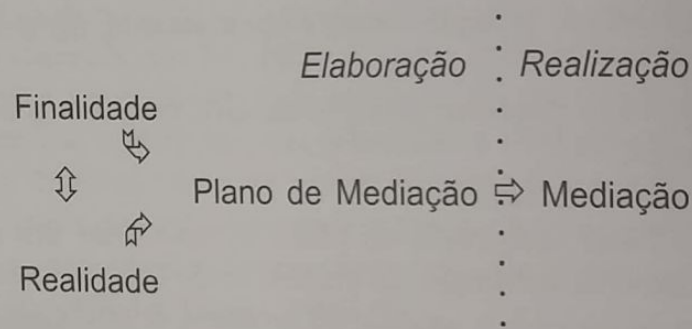 Elaboração Realização
Finalidade
Plano de Mediação ⇨ Mediação
Realidade